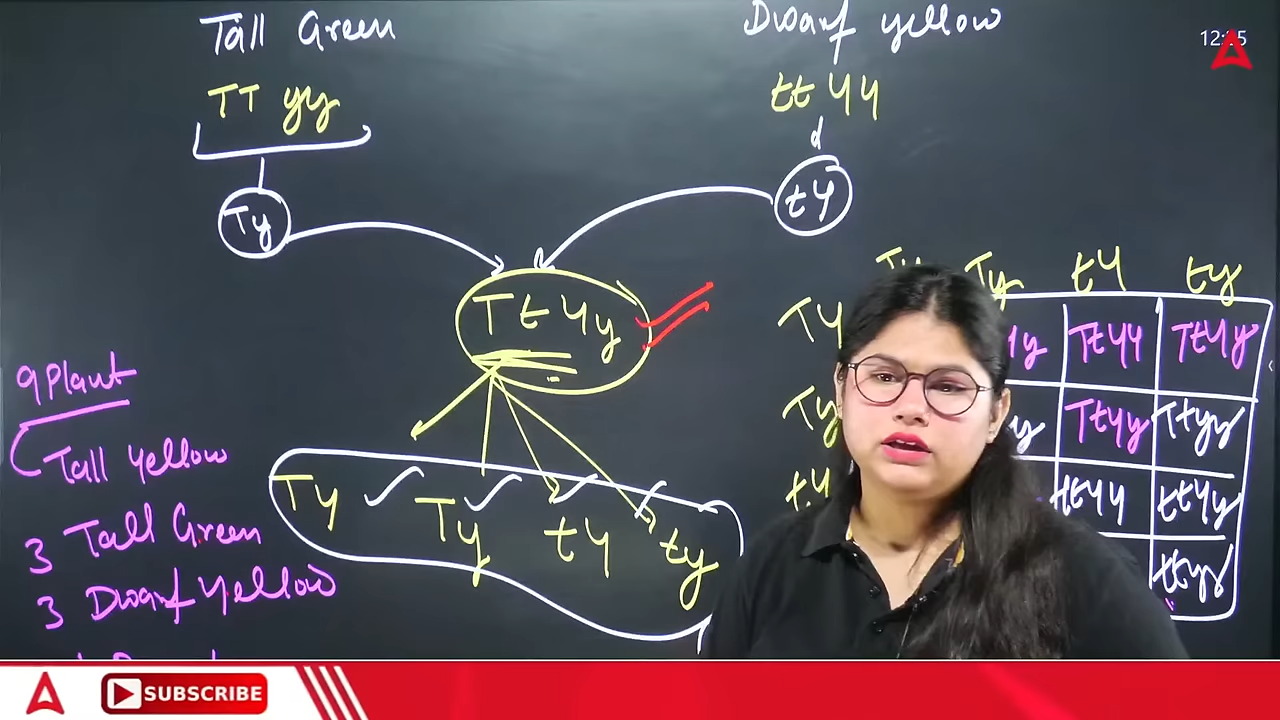 Tall Green
Dwarf yellow
TT yy
tt YY
Ty
tY
Tt Yy
TY Ty tY ty
9 Plant
Tall yellow
3 Tall Green
3 Dwarf yellow
Ty tY ty
TY TtYY TtYy
Ty TtYy Ttyy
tY ttYY ttYy
ttyy
SUBSCRIBE